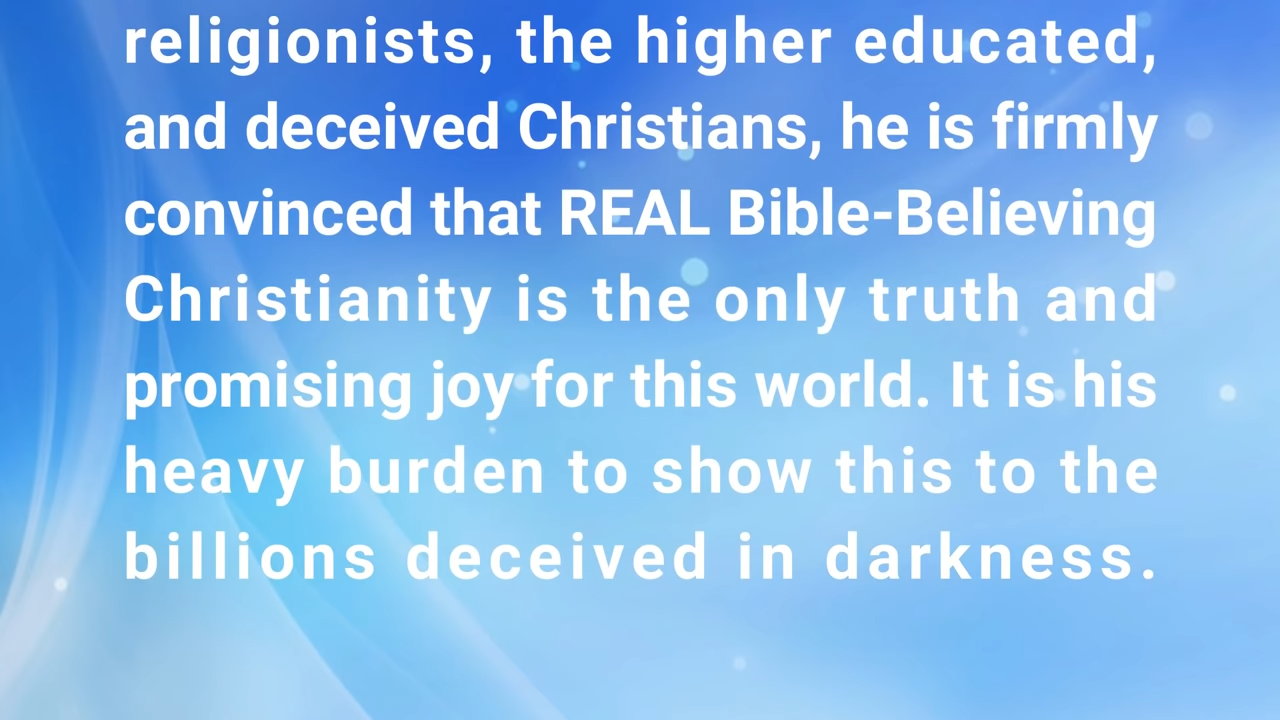 religionists, the higher educated,
and deceived Christians, he is firmly
convinced that REAL Bible-Believing
Christianity is the only truth and
promising joy for this world. It is his
heavy burden to show this to the
billions deceived in darkness.